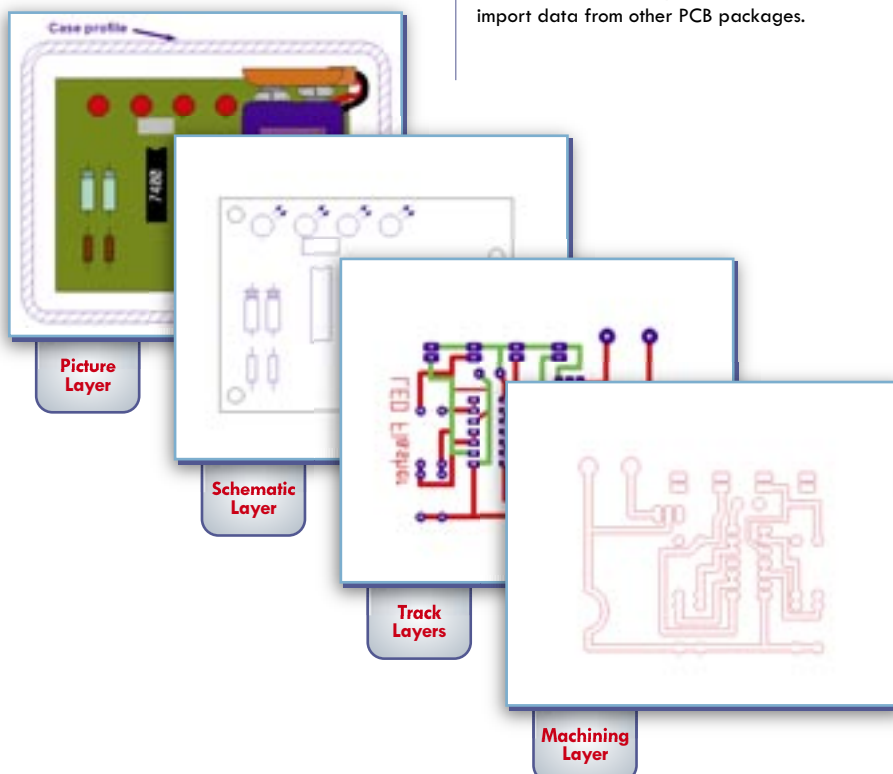 import data from other PCB packages.
Case profile
7400
Picture
Layer
Schematic
Layer
LED Flasher
Track
Layers
Machining
Layer